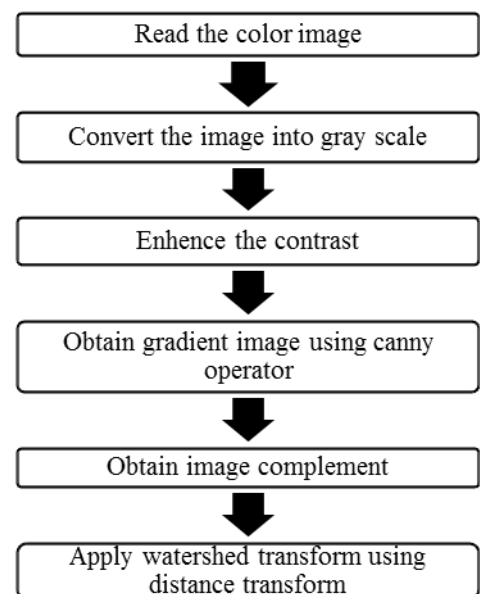 Read the color image
Convert the image into gray scale
Enhence the contrast
Obtain gradient image using canny
operator
Obtain image complement
Apply watershed transform using
distance transform